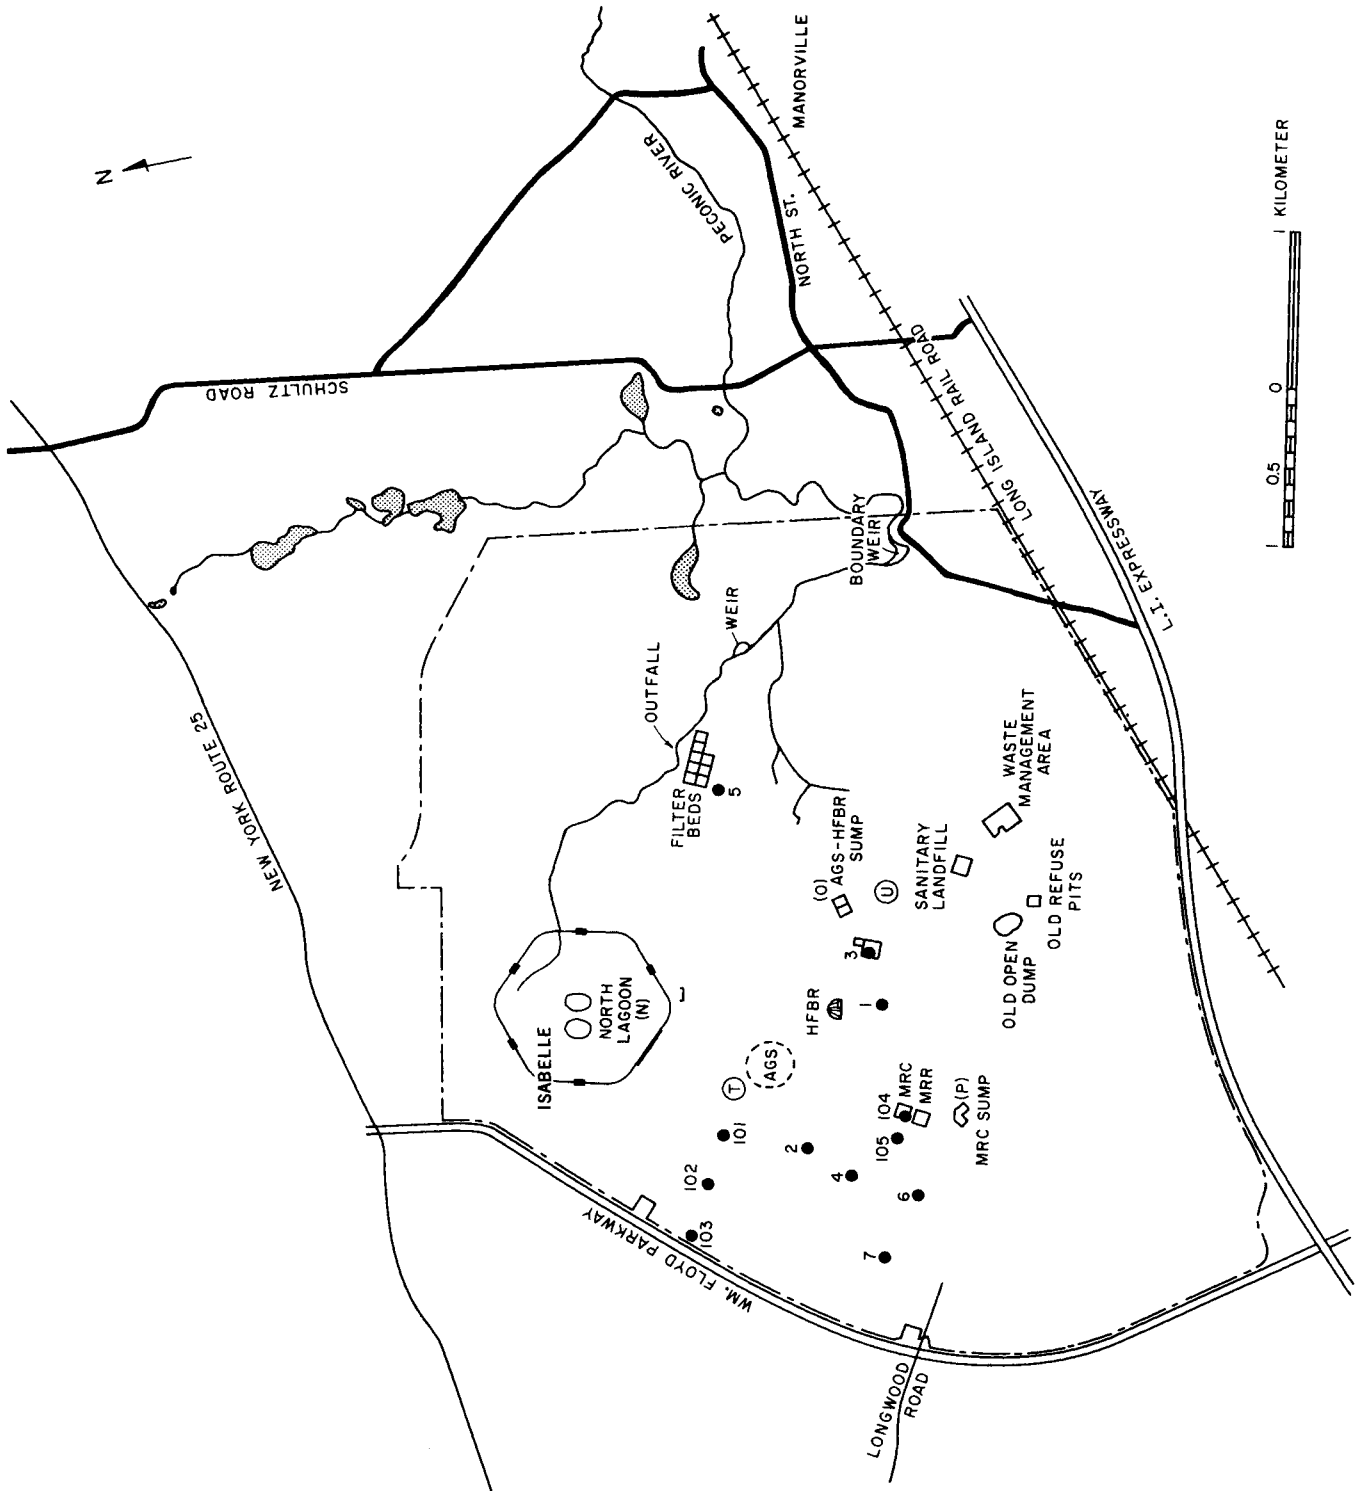 N
MANORVILLE
PECONIC RIVER
NORTH ST.
1 KILOMETER
0
0.5
1
SCHULTZ ROAD
LONG ISLAND RAIL ROAD
L.I. EXPRESSWAY
BOUNDARY
WEIR
NEW YORK ROUTE 25
WEIR
OUTFALL
FILTER
BEDS
5
WASTE
MANAGEMENT
AREA
(O) AGS-HFBR
SUMP
U
SANITARY
LANDFILL
OLD REFUSE
PITS
OLD OPEN
DUMP
3
1
HFBR
NORTH
LAGOON
(N)
ISABELLE
AGS
T
MRC
MRR
104
105
(P)
MRC SUMP
101
102
103
2
4
6
7
WM. FLOYD PARKWAY
LONGWOOD
ROAD